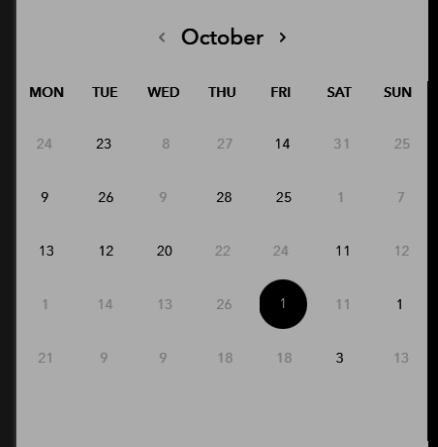 ‹ October ›
MON TUE WED THU FRI SAT SUN
24 23 8 27 14 31 25
9 26 9 28 25 1 7
13 12 20 22 24 11 12
1 14 13 26 1 11 1
21 9 9 18 18 3 13